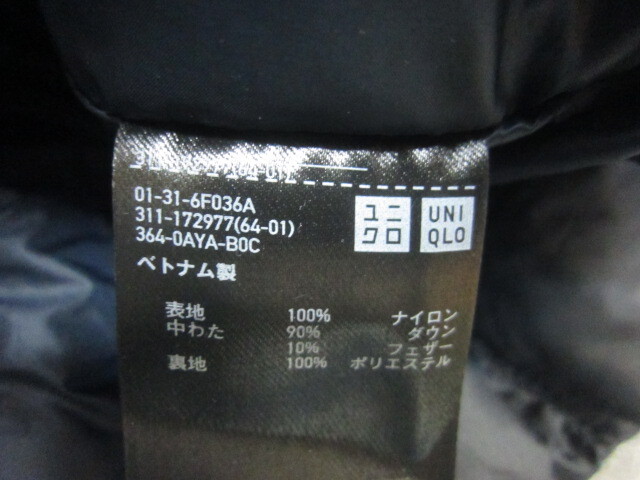 01-31-6F036A
311-172977(64-01)
364-0AYA-B0C
ユニ
クロ
UNI
QLO
ベトナム製
表地 100% ナイロン
中わた 90% ダウン
10% フェザー
裏地 100% ポリエステル